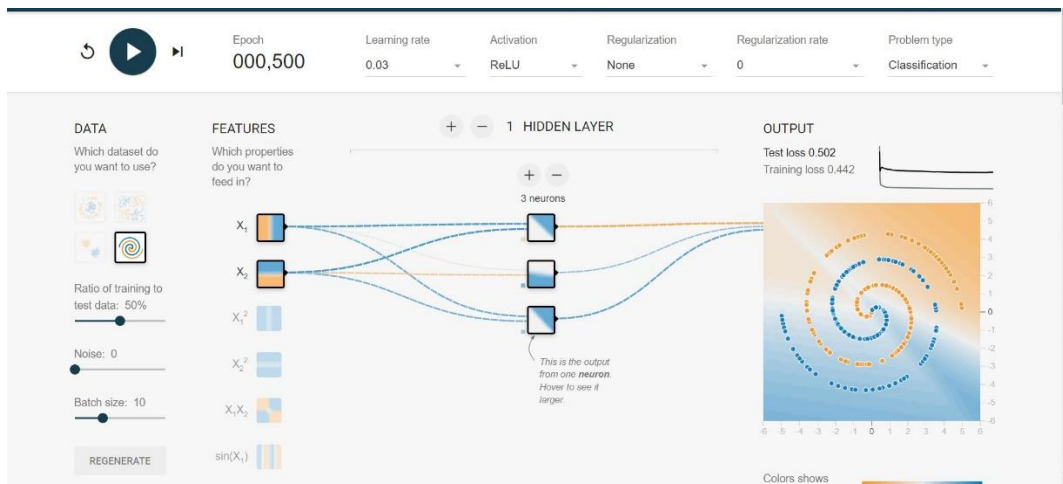 Epoch
000,500
Learning rate
0.03
Activation
ReLU
Regularization
None
Regularization rate
0
Problem type
Classification
DATA
Which dataset do
you want to use?
Ratio of training to
test data: 50%
Noise: 0
Batch size: 10
REGENERATE
FEATURES
Which properties
do you want to
feed in?
X₁
X₂
X₁²
X₂²
X₁X₂
sin(X₁)
+ − 1 HIDDEN LAYER
+ −
3 neurons
This is the output
from one neuron.
Hover to see it
larger.
OUTPUT
Test loss 0.502
Training loss 0.442
6
5
4
3
2
1
0
-1
-2
-3
-4
-5
-6
-6 -5 -4 -3 -2 -1 0 1 2 3 4 5 6
Colors shows